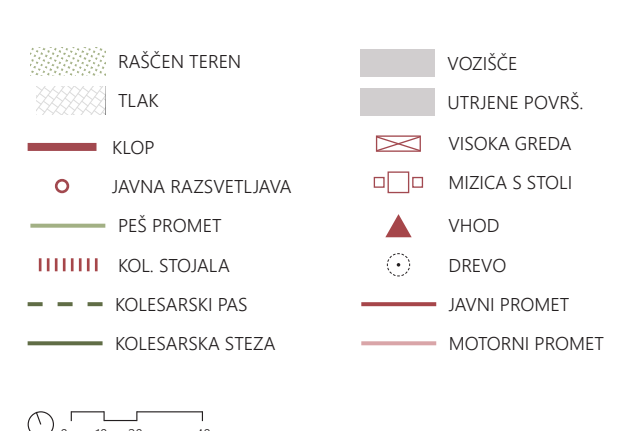 RAŠČEN TEREN
TLAK
KLOP
JAVNA RAZSVETLJAVA
PEŠ PROMET
KOL. STOJALA
KOLESARSKI PAS
KOLESARSKA STEZA
VOZIŠČE
UTRJENE POVRŠ.
VISOKA GREDA
MIZICA S STOLI
VHOD
DREVO
JAVNI PROMET
MOTORNI PROMET